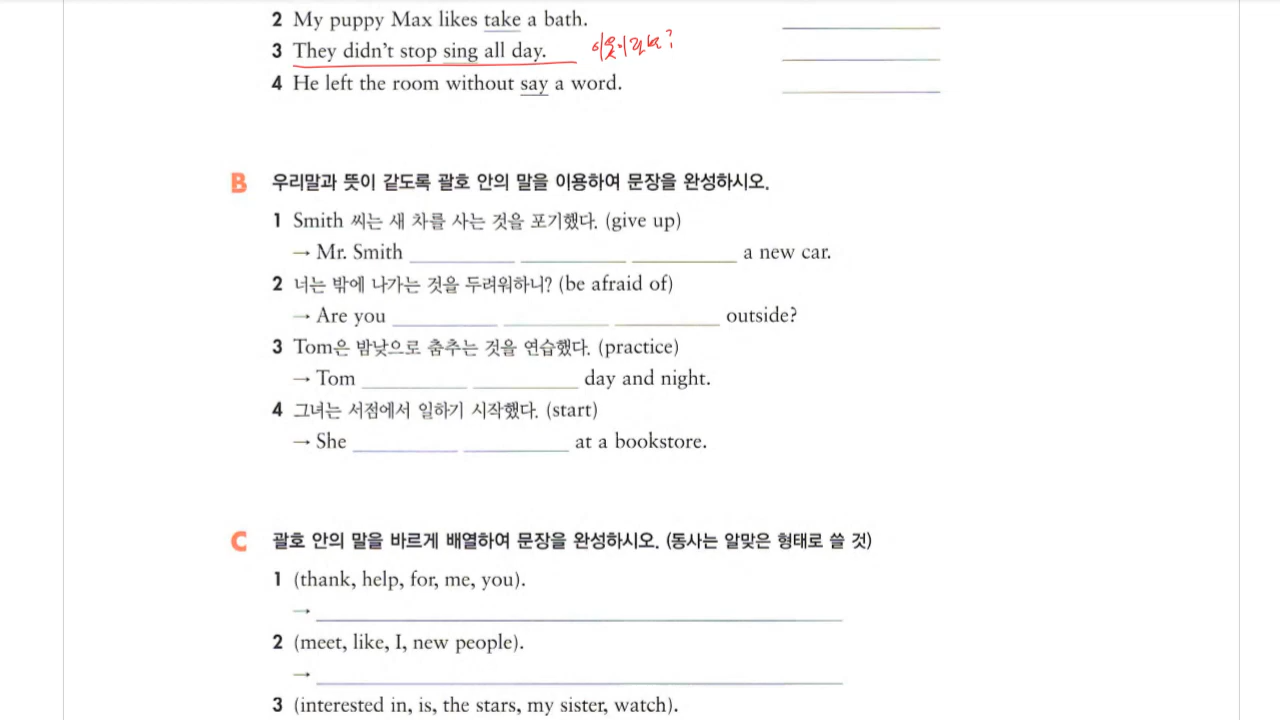 2 My puppy Max likes take a bath.
3 They didn't stop sing all day.
4 He left the room without say a word.
B 우리말과 뜻이 같도록 괄호 안의 말을 이용하여 문장을 완성하시오.
1 Smith 씨는 새 차를 사는 것을 포기했다. (give up)
→ Mr. Smith a new car.
2 너는 밖에 나가는 것을 두려워하니? (be afraid of)
→ Are you outside?
3 Tom은 밤낮으로 춤추는 것을 연습했다. (practice)
→ Tom day and night.
4 그녀는 서점에서 일하기 시작했다. (start)
→ She at a bookstore.
C 괄호 안의 말을 바르게 배열하여 문장을 완성하시오. (동사는 알맞은 형태로 쓸 것)
1 (thank, help, for, me, you).
→
2 (meet, like, I, new people).
→
3 (interested in, is, the stars, my sister, watch).